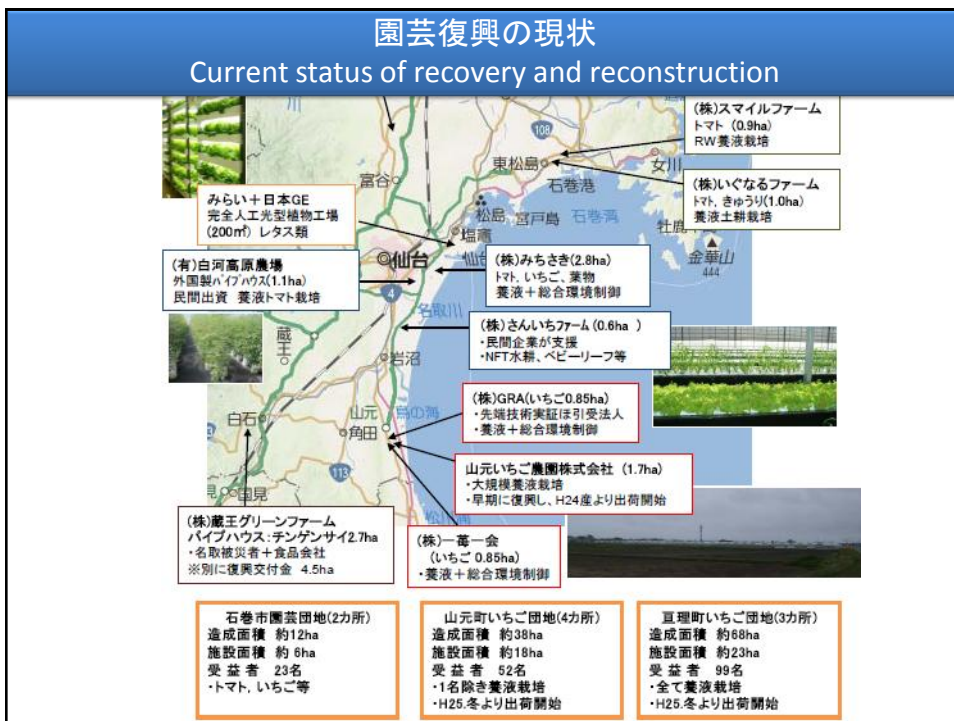 園芸復興の現状
Current status of recovery and reconstruction
(株)スマイルファーム
トマト (0.9ha)
RW養液栽培
108
東松島
女川
石巻港
富谷
(株)いぐなるファーム
トマト, きゅうり(1.0ha)
養液土耕栽培
みらい+日本GE
完全人工光型植物工場
(200㎡) レタス類
松島
宮戸島
石巻湾
塩竈
牡鹿
金華山
444
(有)白河高原農場
外国製パイプハウス(1.1ha)
民間出資 養液トマト栽培
仙台
(株)みちさき(2.8ha)
トマト, いちご、葉物
養液+総合環境制御
4
名取川
蔵王
(株)さんいちファーム(0.6ha )
・民間企業が支援
・NFT水耕、ベビーリーフ等
岩沼
(株)GRA(いちご0.85ha)
・先端技術実証ほ引受法人
・養液+総合環境制御
白石
山元
鳥の海
角田
113
山元いちご農園株式会社 (1.7ha)
・大規模養液栽培
・早期に復興し、H24産より出荷開始
国見
(株)蔵王グリーンファーム
パイプハウス:チンゲンサイ2.7ha
・名取被災者+食品会社
※別に復興交付金 4.5ha
(株)一苺一会
(いちご 0.85ha)
・養液+総合環境制御
石巻市園芸団地(2カ所)
造成面積 約12ha
施設面積 約 6ha
受 益 者 23名
・トマト, いちご等
山元町いちご団地(4カ所)
造成面積 約38ha
施設面積 約18ha
受 益 者 52名
・1名除き養液栽培
・H25.冬より出荷開始
亘理町いちご団地(3カ所)
造成面積 約68ha
施設面積 約23ha
受 益 者 99名
・全て養液栽培
・H25.冬より出荷開始